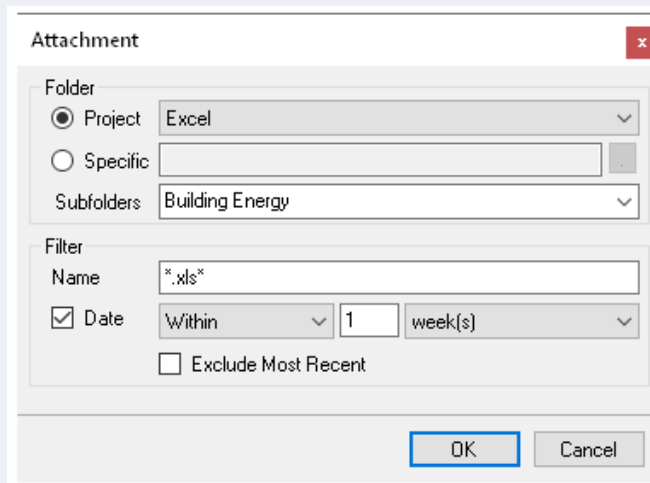 Attachment
x
Folder
Project Excel
Specific .
Subfolders Building Energy
Filter
Name *.xls*
Date Within 1 week(s)
Exclude Most Recent
OK Cancel